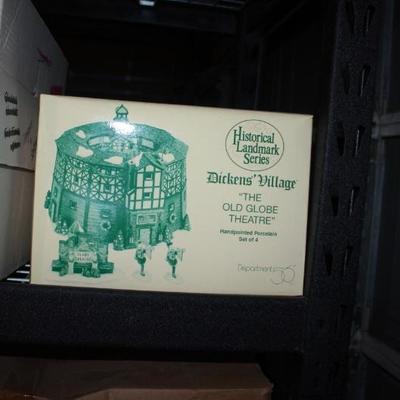 Historical
Landmark
Series
Dickens' Village
"THE
OLD GLOBE
THEATRE"
Handpainted Porcelain
Set of 4
Department 56